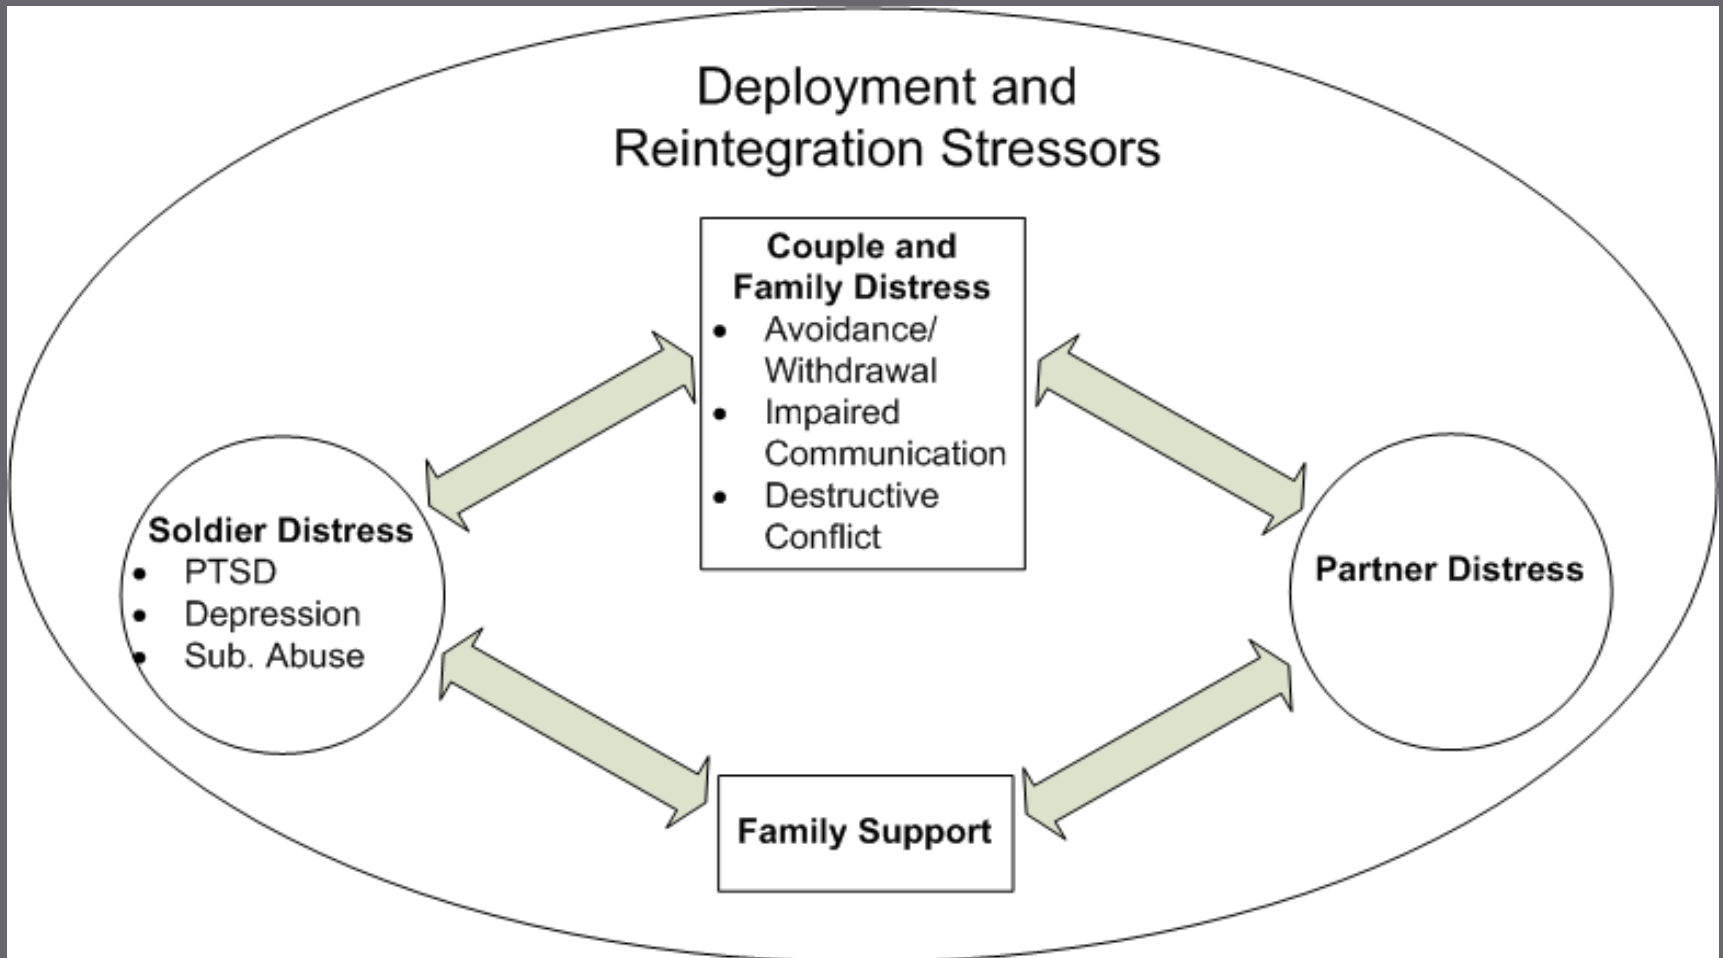 Deployment and
Reintegration Stressors
Couple and
Family Distress
• Avoidance/
Withdrawal
• Impaired
Communication
• Destructive
Conflict
Soldier Distress
• PTSD
• Depression
• Sub. Abuse
Partner Distress
Family Support